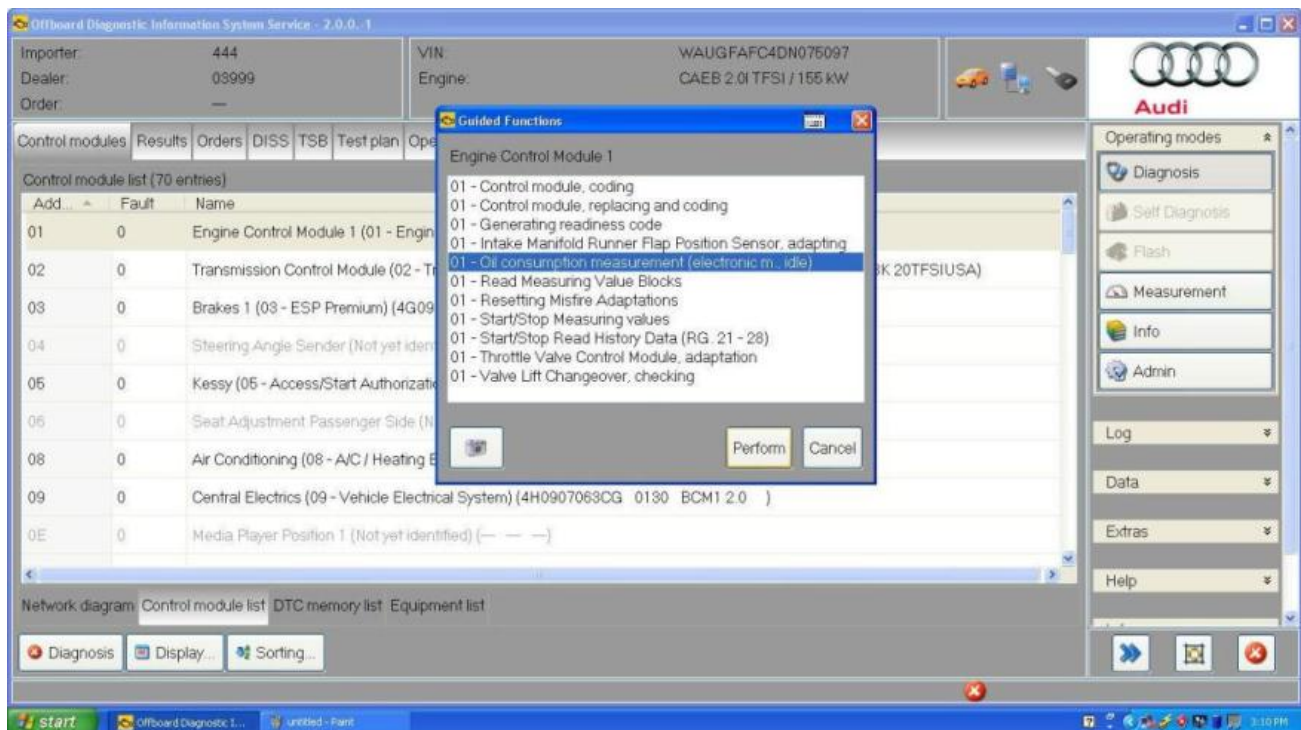 Offboard Diagnostic Information System Service - 2.0.0.-1
Importer: 444 VIN: WAUGFAFC4DN075097
Dealer: 03999 Engine: CAEB 2.0l TFSI / 155 kW
Order: —
Audi
Control modules Results Orders DISS TSB Test plan Ope
Control module list (70 entries)
Add... Fault Name
01 0 Engine Control Module 1 (01 - Engin
02 0 Transmission Control Module (02 - Tr 3K 20TFSIUSA)
03 0 Brakes 1 (03 - ESP Premium) (4G09
04 0 Steering Angle Sender (Not yet iden
05 0 Kessy (05 - Access/Start Authorizatio
06 0 Seat Adjustment Passenger Side (N
08 0 Air Conditioning (08 - A/C / Heating E
09 0 Central Electrics (09 - Vehicle Electrical System) (4H0907063CG 0130 BCM1 2.0 )
0E 0 Media Player Position 1 (Not yet identified) (— — —)
Guided Functions
Engine Control Module 1
01 - Control module, coding
01 - Control module, replacing and coding
01 - Generating readiness code
01 - Intake Manifold Runner Flap Position Sensor, adapting
01 - Oil consumption measurement (electronic m., idle)
01 - Read Measuring Value Blocks
01 - Resetting Misfire Adaptations
01 - Start/Stop Measuring values
01 - Start/Stop Read History Data (RG. 21 - 28)
01 - Throttle Valve Control Module, adaptation
01 - Valve Lift Changeover, checking
Perform Cancel
Operating modes
Diagnosis
Self Diagnosis
Flash
Measurement
Info
Admin
Log
Data
Extras
Help
Network diagram Control module list DTC memory list Equipment list
Diagnosis Display... Sorting...
start Offboard Diagnostic I... untitled - Paint 3:10 PM